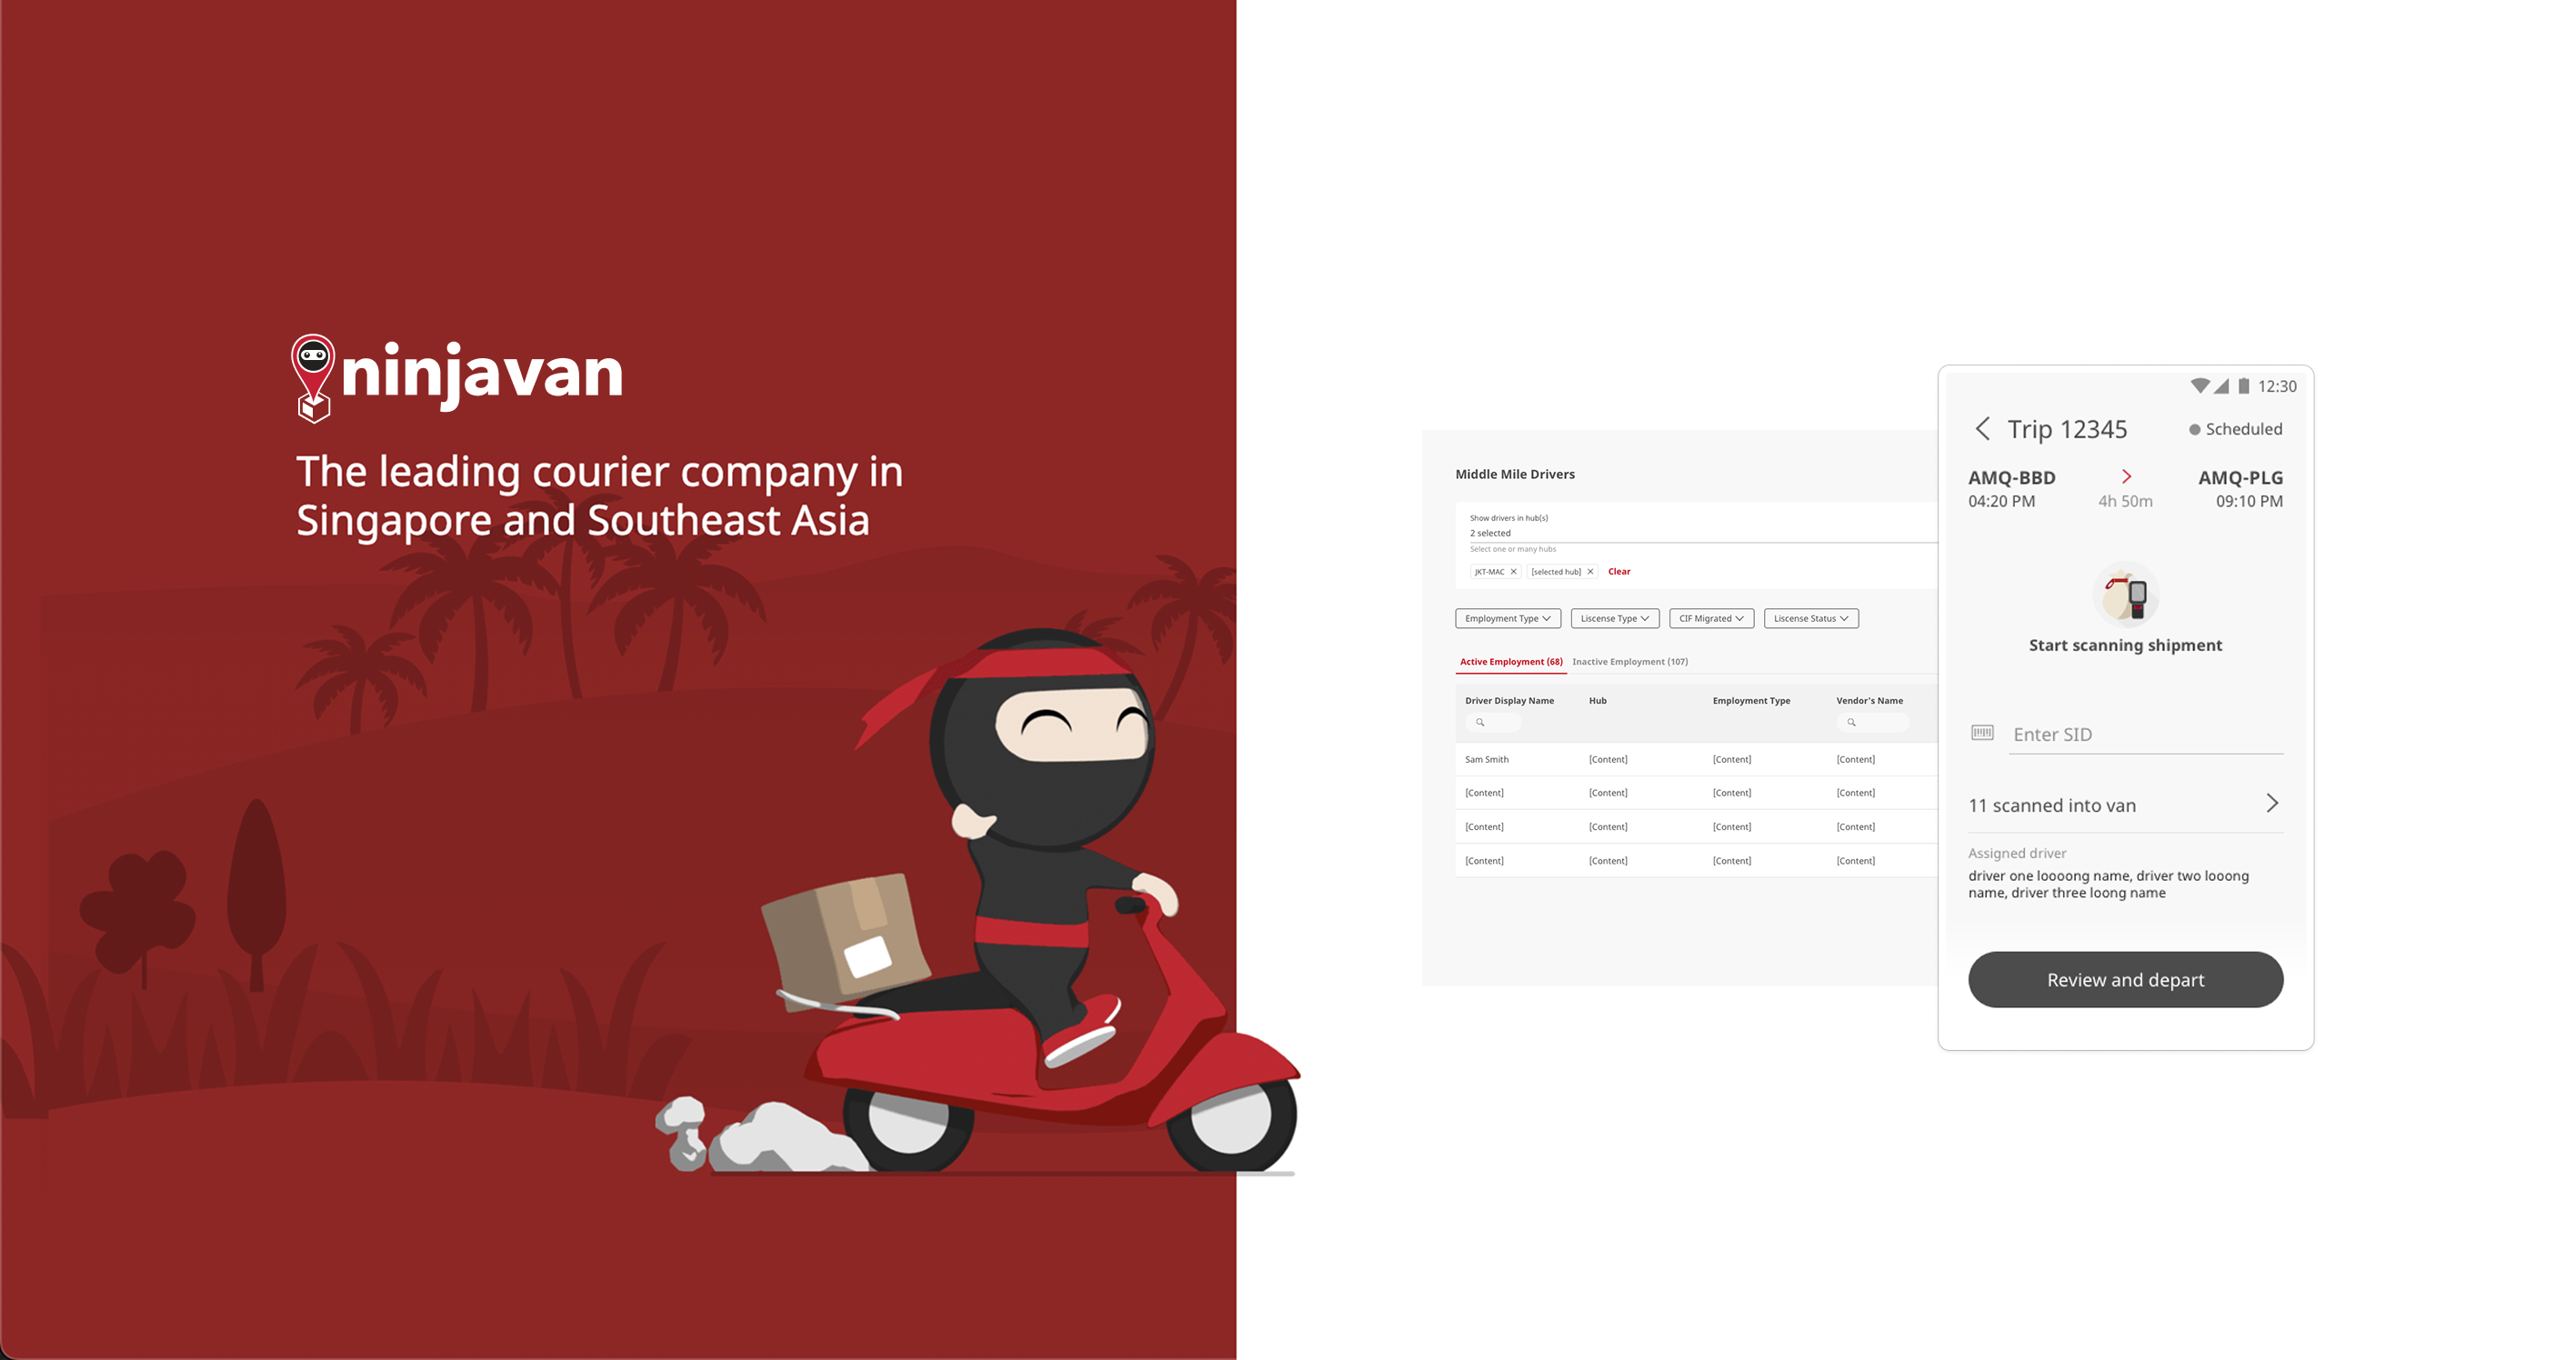 ninjavan
The leading courier company in
Singapore and Southeast Asia
Middle Mile Drivers
Show drivers in hub(s)
2 selected
Select one or many hubs
JKT-MAC [selected hub] Clear
Employment Type Liscense Type CIF Migrated Liscense Status
Active Employment (68) Inactive Employment (107)
Driver Display Name Hub Employment Type Vendor's Name
Sam Smith [Content] [Content] [Content]
[Content] [Content] [Content] [Content]
[Content] [Content] [Content] [Content]
[Content] [Content] [Content] [Content]
12:30
Trip 12345 Scheduled
AMQ-BBD AMQ-PLG
04:20 PM 4h 50m 09:10 PM
Start scanning shipment
Enter SID
11 scanned into van
Assigned driver
driver one loooong name, driver two looong
name, driver three loong name
Review and depart